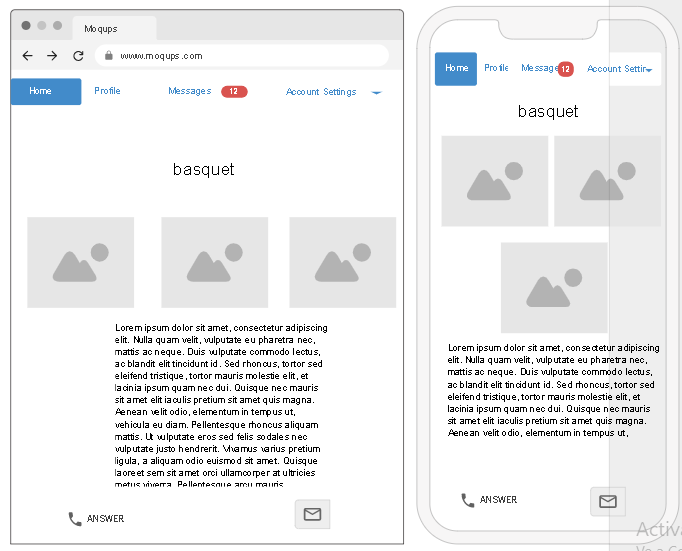 Moqups
www.moqups.com
Home Profile Messages 12 Account Settings
basquet
Lorem ipsum dolor sit amet, consectetur adipiscing
elit. Nulla quam velit, vulputate eu pharetra nec,
mattis ac neque. Duis vulputate commodo lectus,
ac blandit elit tincidunt id. Sed rhoncus, tortor sed
eleifend tristique, tortor mauris molestie elit, et
lacinia ipsum quam nec dui. Quisque nec mauris
sit amet elit iaculis pretium sit amet quis magna.
Aenean velit odio, elementum in tempus ut,
vehicula eu diam. Pellentesque rhoncus aliquam
mattis. Ut vulputate eros sed felis sodales nec
vulputate justo hendrerit. Vivamus varius pretium
ligula, a aliquam odio euismod sit amet. Quisque
laoreet sem sit amet orci ullamcorper at ultricies
metus viverra. Pellentesque arcu mauris
ANSWER
Home Profile Message 12 Account Settin
basquet
Lorem ipsum dolor sit amet, consectetur adipiscing
elit. Nulla quam velit, vulputate eu pharetra nec,
mattis ac neque. Duis vulputate commodo lectus,
ac blandit elit tincidunt id. Sed rhoncus, tortor sed
eleifend tristique, tortor mauris molestie elit, et
lacinia ipsum quam nec dui. Quisque nec mauris
sit amet elit iaculis pretium sit amet quis magna.
Aenean velit odio, elementum in tempus ut,
ANSWER
Activa
Ve a Co